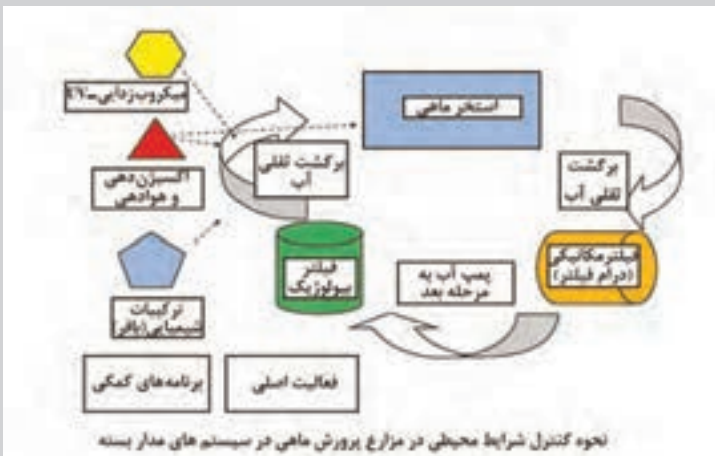 میکروب‌زدایی-UV
استخر ماهی
اکسیژن‌دهی
و هوادهی
برگشت ثقلی
آب
برگشت
ثقلی آب
ترکیبات
شیمیایی(بافر)
فیلتر
بیولوژیک
پمپ آب به
مرحله بعد
فیلتر مکانیکی
(درام فیلتر)
برنامه‌های کمکی
فعالیت اصلی
نحوه کنترل شرایط محیطی در مزارع پرورش ماهی در سیستم های مدار بسته